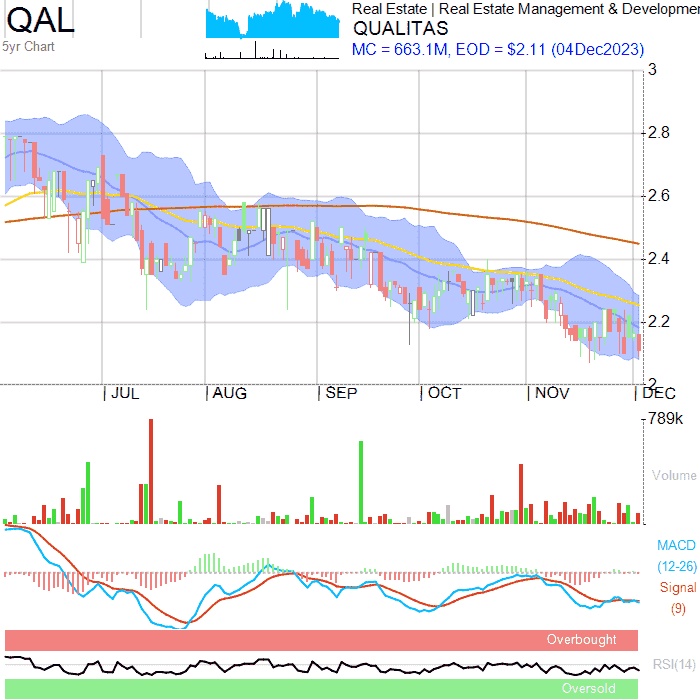 QAL
5yr Chart
Real Estate | Real Estate Management & Developmen
QUALITAS
MC = 663.1M, EOD = $2.11 (04Dec2023)
3
2.8
2.6
2.4
2.2
2
JUL AUG SEP OCT NOV DEC
789k
Volume
MACD
(12-26)
Signal
(9)
Overbought
RSI(14)
Oversold